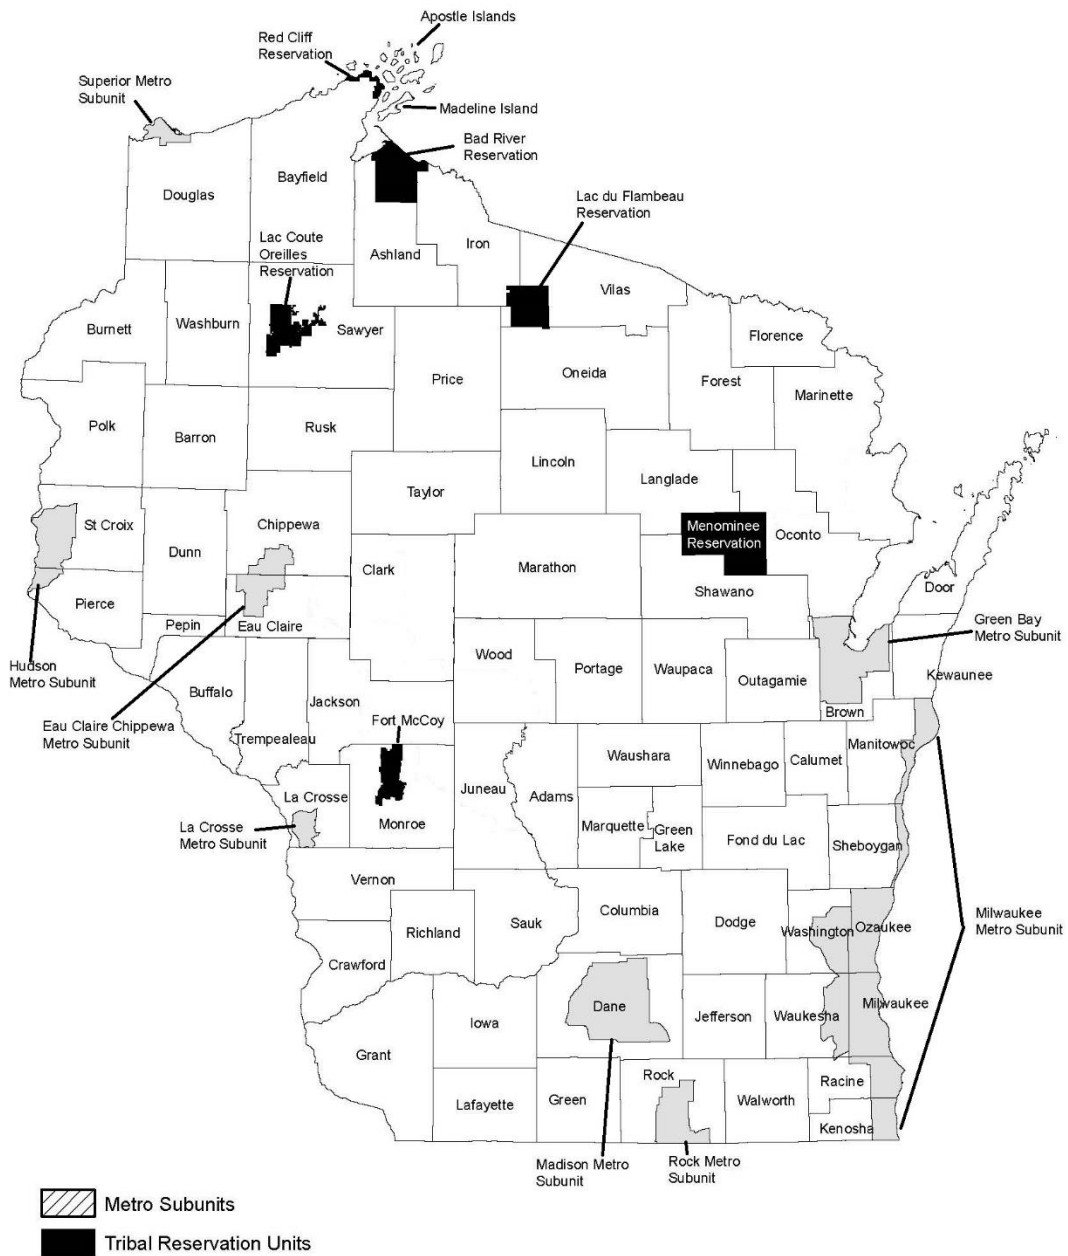 Apostle Islands
Red Cliff
Reservation
Superior Metro
Subunit
Madeline Island
Bad River
Reservation
Bayfield
Douglas
Lac du Flambeau
Reservation
Lac Coute
Oreilles
Reservation
Ashland
Iron
Vilas
Burnett
Washburn
Sawyer
Florence
Price
Oneida
Forest
Marinette
Polk
Barron
Rusk
Lincoln
Langlade
Taylor
St Croix
Chippewa
Menominee
Reservation
Oconto
Dunn
Clark
Marathon
Shawano
Door
Pierce
Pepin
Eau Claire
Green Bay
Metro Subunit
Hudson
Metro Subunit
Wood
Portage
Waupaca
Outagamie
Kewaunee
Buffalo
Jackson
Brown
Eau Claire Chippewa
Metro Subunit
Fort McCoy
Trempealeau
Manitowoc
Waushara
Winnebago
Calumet
Juneau
Adams
La Crosse
La Crosse
Metro Subunit
Monroe
Marquette
Green
Lake
Fond du Lac
Sheboygan
Vernon
Columbia
Dodge
Milwaukee
Metro Subunit
Sauk
Richland
Washington
Ozaukee
Crawford
Dane
Iowa
Jefferson
Waukesha
Milwaukee
Grant
Rock
Racine
Lafayette
Green
Walworth
Kenosha
Madison Metro
Subunit
Rock Metro
Subunit
Metro Subunits
Tribal Reservation Units